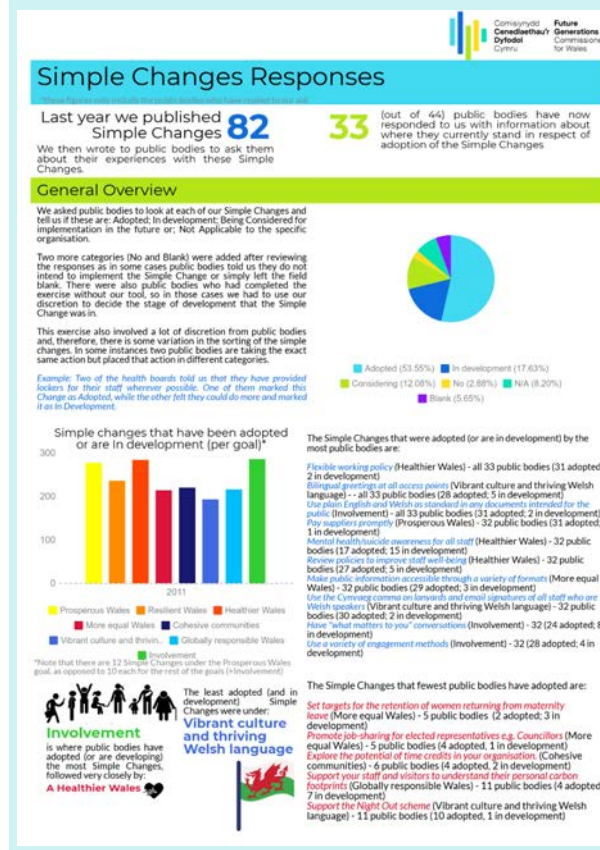 Comisiynydd
Cenedlaethau'r
Dyfodol
Cymru
Future
Generations
Commissioner
for Wales
Simple Changes Responses
*these figures only include the public bodies who have replied to our ask
Last year we published
Simple Changes 82
We then wrote to public bodies to ask them
about their experiences with these Simple
Changes.
33
(out of 44) public bodies have now
responded to us with information about
where they currently stand in respect of
adoption of the Simple Changes
General Overview
We asked public bodies to look at each of our Simple Changes and
tell us if these are: Adopted; In development; Being Considered for
implementation in the future or; Not Applicable to the specific
organisation.
Two more categories (No and Blank) were added after reviewing
the responses as in some cases public bodies told us they do not
intend to implement the Simple Change or simply left the field
blank. There were also public bodies who had completed the
exercise without our tool, so in those cases we had to use our
discretion to decide the stage of development that the Simple
Change was in.
This exercise also involved a lot of discretion from public bodies
and, therefore, there is some variation in the sorting of the simple
changes. In some instances two public bodies are taking the exact
same action but placed that action in different categories.
Example: Two of the health boards told us that they have provided
lockers for their staff wherever possible. One of them marked this
Change as Adopted, while the other felt they could do more and marked
it as In Development.
Adopted (53.55%) In development (17.63%)
Considering (12.08%) No (2.88%) N/A (8.20%)
Blank (5.65%)
Simple changes that have been adopted
or are In development (per goal)*
300
200
100
0
2011
Prosperous Wales Resilient Wales Healthier Wales
More equal Wales Cohesive communities
Vibrant culture and thrivin.. Globally responsible Wales
Involvement
*Note that there are 12 Simple Changes under the Prosperous Wales
goal, as opposed to 10 each for the rest of the goals (+Involvement)
Involvement
is where public bodies have
adopted (or are developing)
the most Simple Changes,
followed very closely by:
A Healthier Wales
The least adopted (and in
development) Simple
Changes were under:
Vibrant culture
and thriving
Welsh language
The Simple Changes that were adopted (or are in development) by the
most public bodies are:
Flexible working policy (Healthier Wales) - all 33 public bodies (31 adopted;
2 in development)
Bilingual greetings at all access points (Vibrant culture and thriving Welsh
language) - - all 33 public bodies (28 adopted; 5 in development)
Use plain English and Welsh as standard in any documents intended for the
public (Involvement) - all 33 public bodies (31 adopted; 2 in development)
Pay suppliers promptly (Prosperous Wales) - 32 public bodies (31 adopted;
1 in development)
Mental health/suicide awareness for all staff (Healthier Wales) - 32 public
bodies (17 adopted; 15 in development)
Review policies to improve staff well-being (Healthier Wales) - 32 public
bodies (27 adopted; 5 in development)
Make public information accessible through a variety of formats (More equal
Wales) - 32 public bodies (29 adopted; 3 in development)
Use the Cymraeg comma on lanyards and email signatures of all staff who are
Welsh speakers (Vibrant culture and thriving Welsh language) - 32 public
bodies (30 adopted; 2 in development)
Have "what matters to you" conversations (Involvement) - 32 (24 adopted; 8
in development)
Use a variety of engagement methods (Involvement) - 32 (28 adopted; 4 in
development)
The Simple Changes that fewest public bodies have adopted are:
Set targets for the retention of women returning from maternity
leave (More equal Wales) - 5 public bodies (2 adopted; 3 in
development)
Promote job-sharing for elected representatives e.g. Councillors (More
equal Wales) - 5 public bodies (4 adopted, 1 in development)
Explore the potential of time credits in your organisation. (Cohesive
communities) - 6 public bodies (4 adopted, 2 in development)
Support your staff and visitors to understand their personal carbon
footprints (Globally responsible Wales) - 11 public bodies (4 adopted,
7 in development)
Support the Night Out scheme (Vibrant culture and thriving Welsh
language) - 11 public bodies (10 adopted, 1 in development)